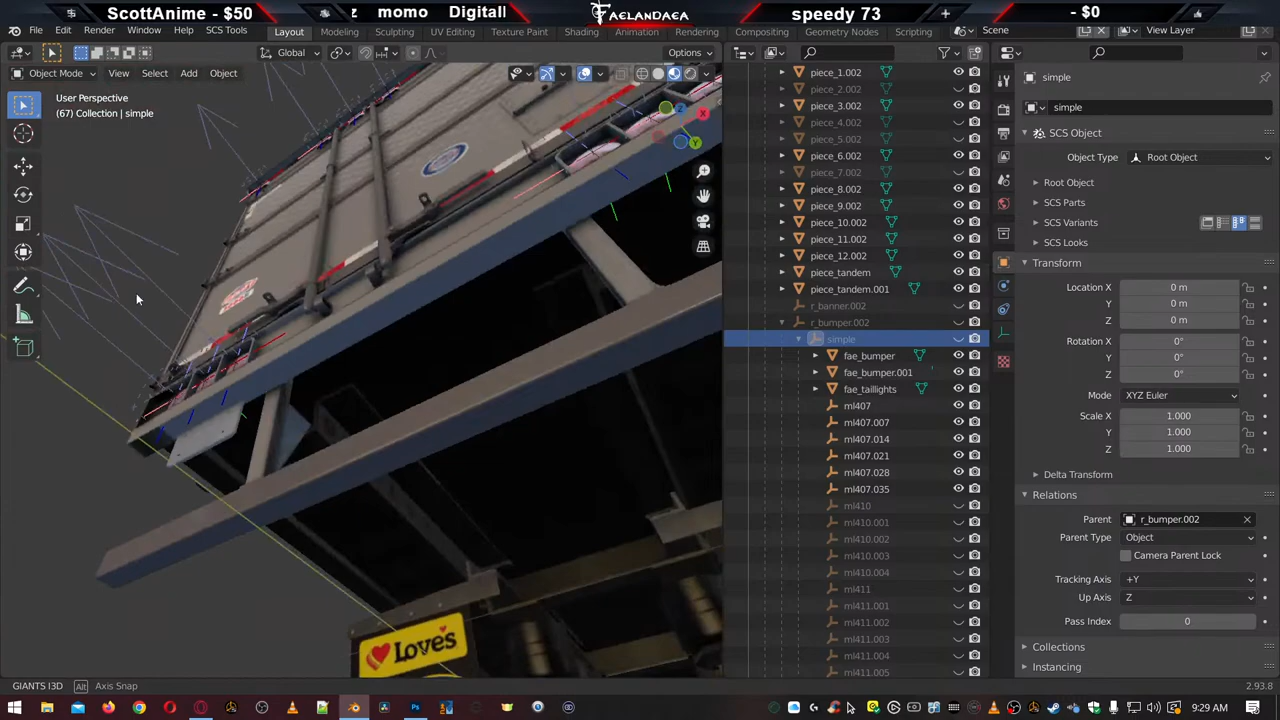 ScottAnime - $50
z momo Digitall
FAELANDAEA
speedy 73
- $0
File Edit Render Window Help SCS Tools
Layout Modeling Sculpting UV Editing Texture Paint Shading Animation Rendering Compositing Geometry Nodes Scripting
Scene
View Layer
Global
Options
Object Mode View Select Add Object
User Perspective
(67) Collection | simple
X
Y
Z
Love's
piece_1.002
piece_2.002
piece_3.002
piece_4.002
piece_5.002
piece_6.002
piece_7.002
piece_8.002
piece_9.002
piece_10.002
piece_11.002
piece_12.002
piece_tandem
piece_tandem.001
r_banner.002
r_bumper.002
simple
fae_bumper
fae_bumper.001
fae_taillights
ml407
ml407.007
ml407.014
ml407.021
ml407.028
ml407.035
ml410
ml410.001
ml410.002
ml410.003
ml410.004
ml411
ml411.001
ml411.002
ml411.003
ml411.004
ml411.005
simple
simple
SCS Object
Object Type Root Object
Root Object
SCS Parts
SCS Variants
SCS Looks
Transform
Location X 0 m
Y 0 m
Z 0 m
Rotation X 0°
Y 0°
Z 0°
Mode XYZ Euler
Scale X 1.000
Y 1.000
Z 1.000
Delta Transform
Relations
Parent r_bumper.002
Parent Type Object
Camera Parent Lock
Tracking Axis +Y
Up Axis Z
Pass Index 0
Collections
Instancing
GIANTS I3D Alt Axis Snap
2.93.8
9:29 AM